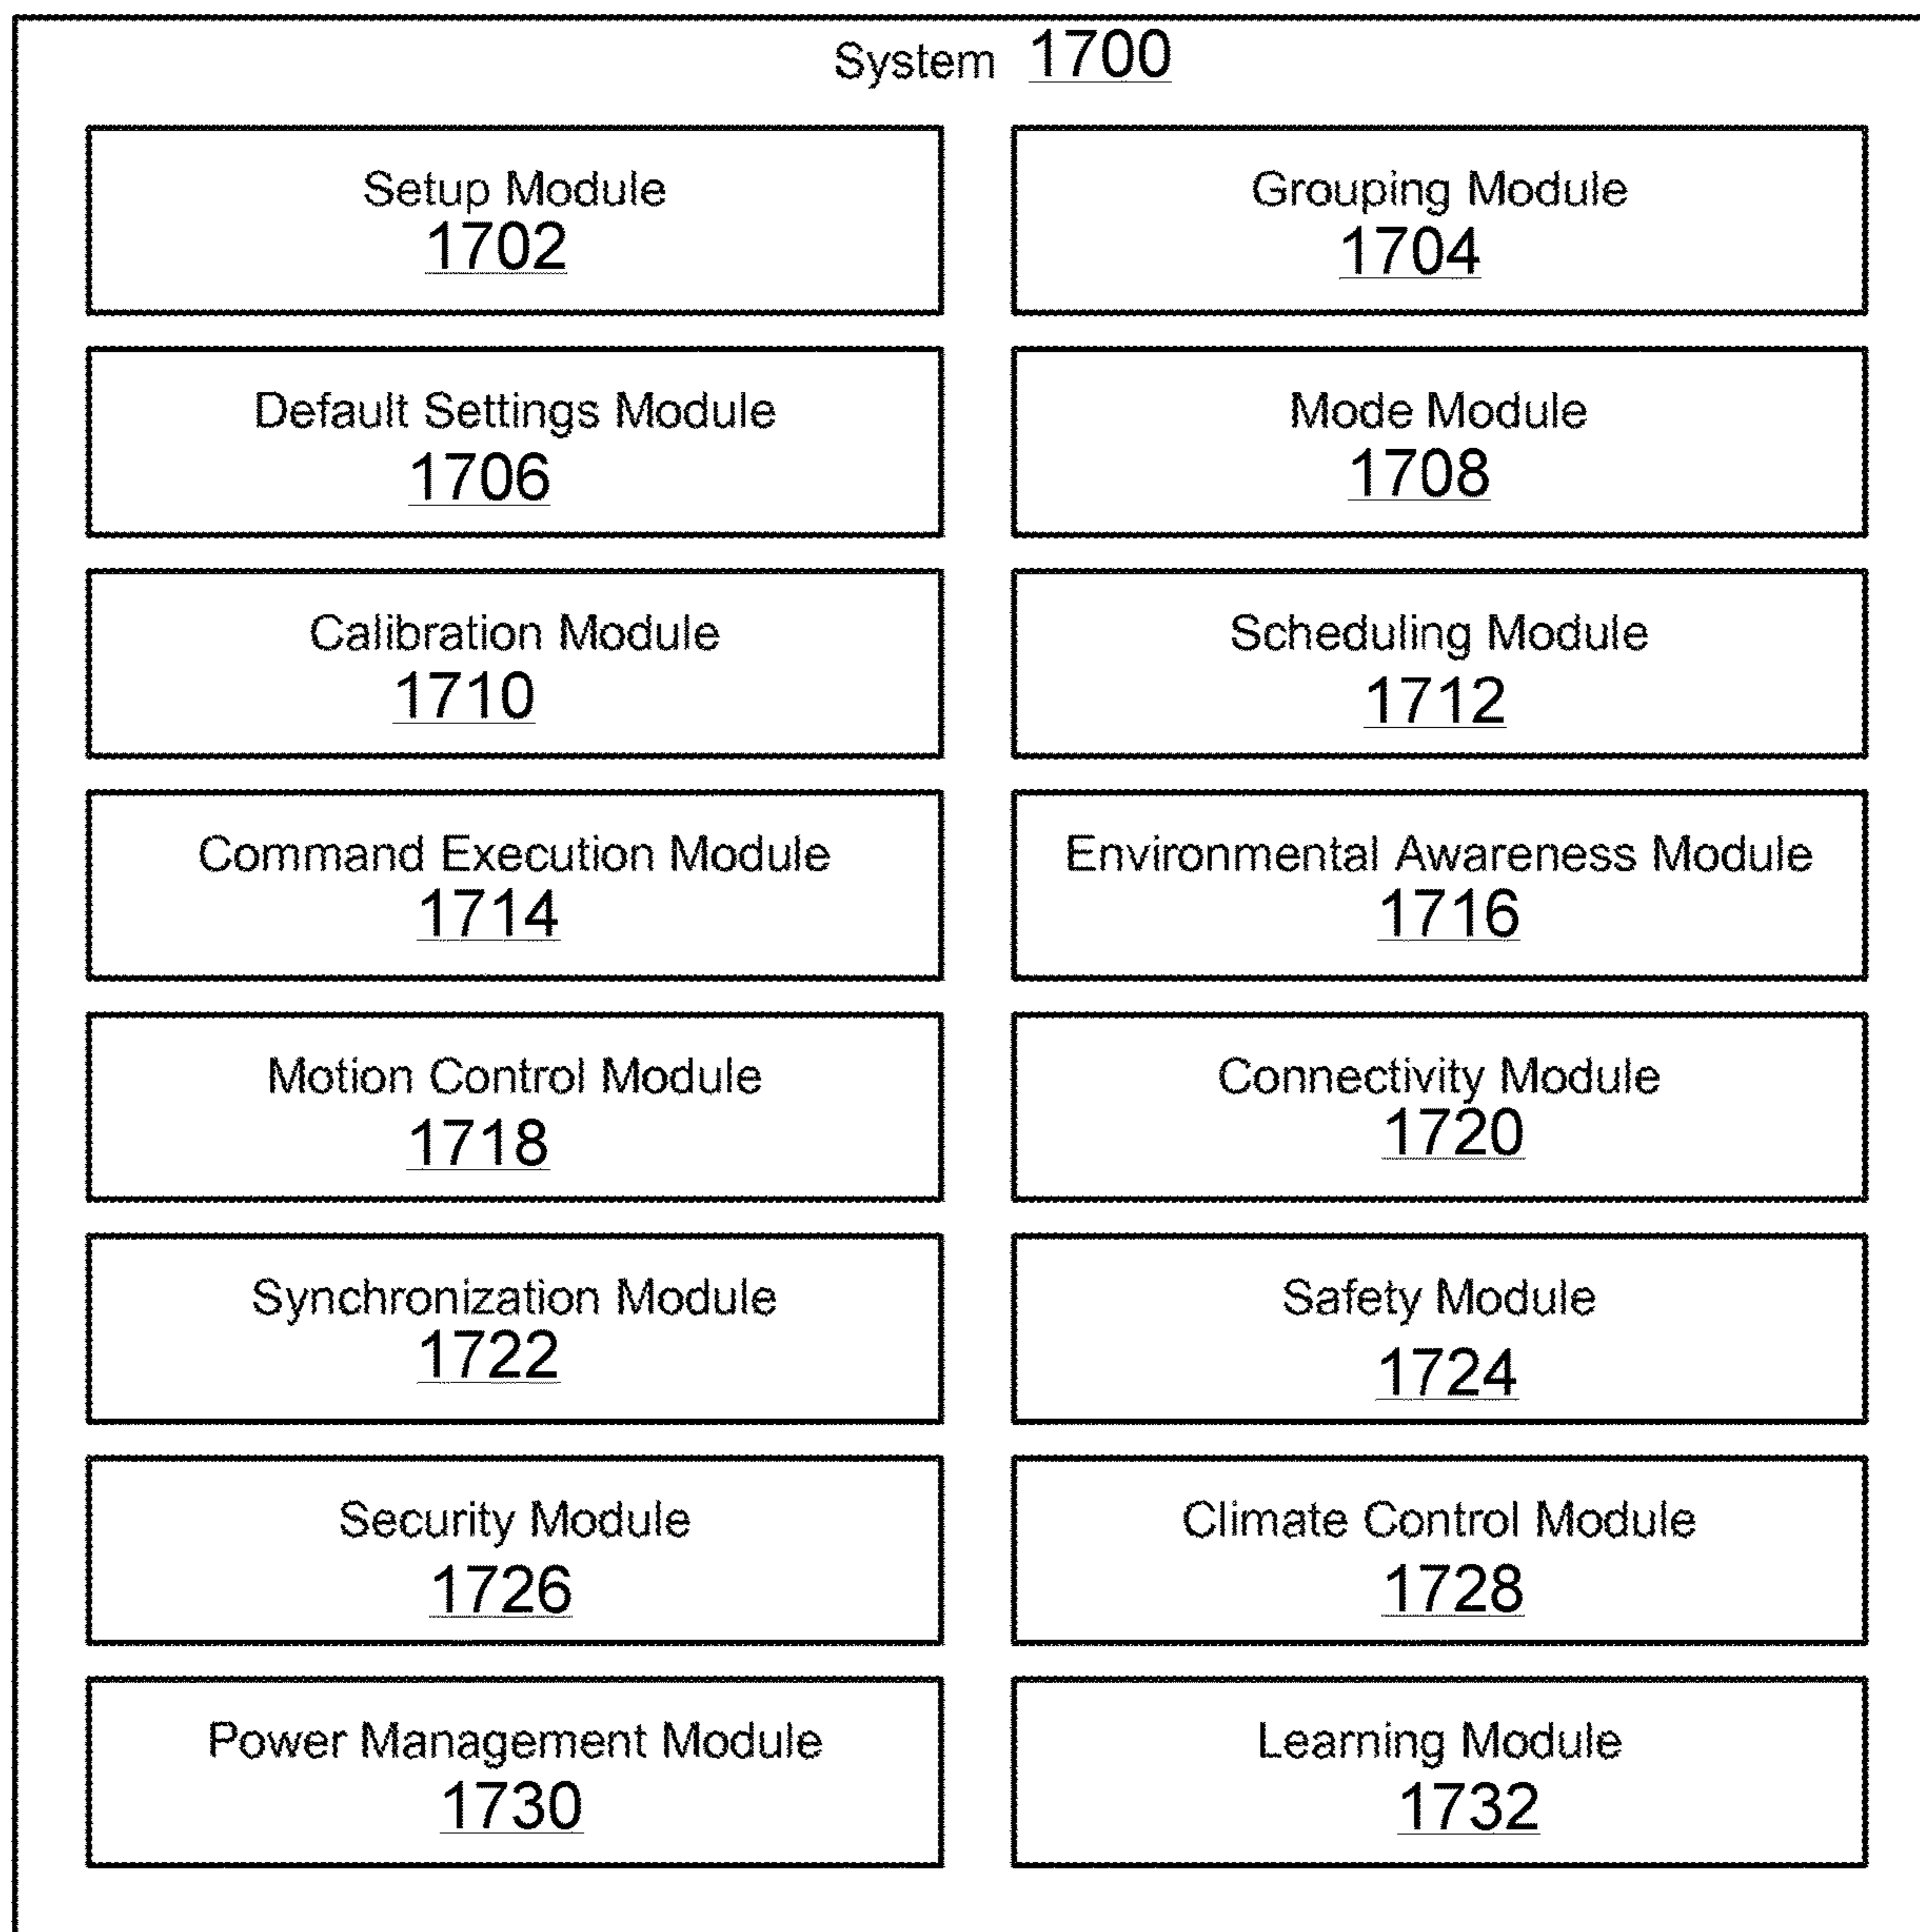 System 1700
Setup Module
1702
Grouping Module
1704
Default Settings Module
1706
Mode Module
1708
Calibration Module
1710
Scheduling Module
1712
Command Execution Module
1714
Environmental Awareness Module
1716
Motion Control Module
1718
Connectivity Module
1720
Synchronization Module
1722
Safety Module
1724
Security Module
1726
Climate Control Module
1728
Power Management Module
1730
Learning Module
1732